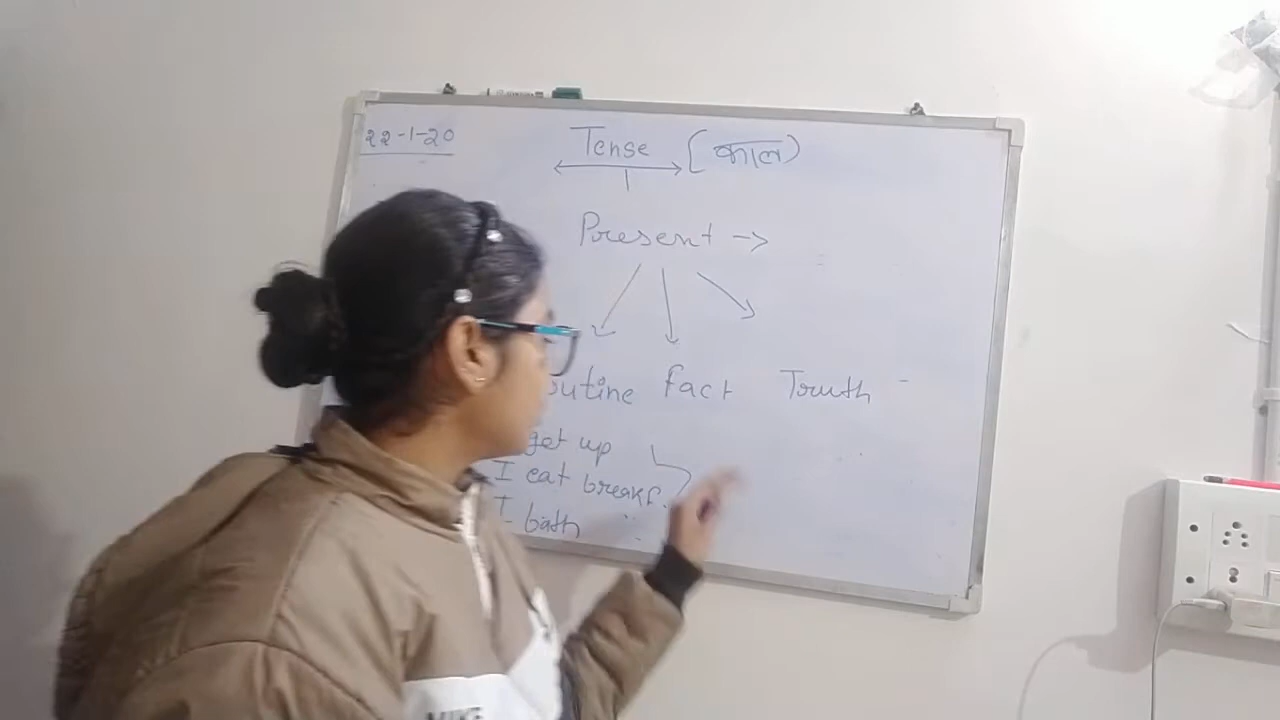 22-1-20
Tense (काल)
Present →
outine Fact Truth
get up
I eat breakf.
I bath